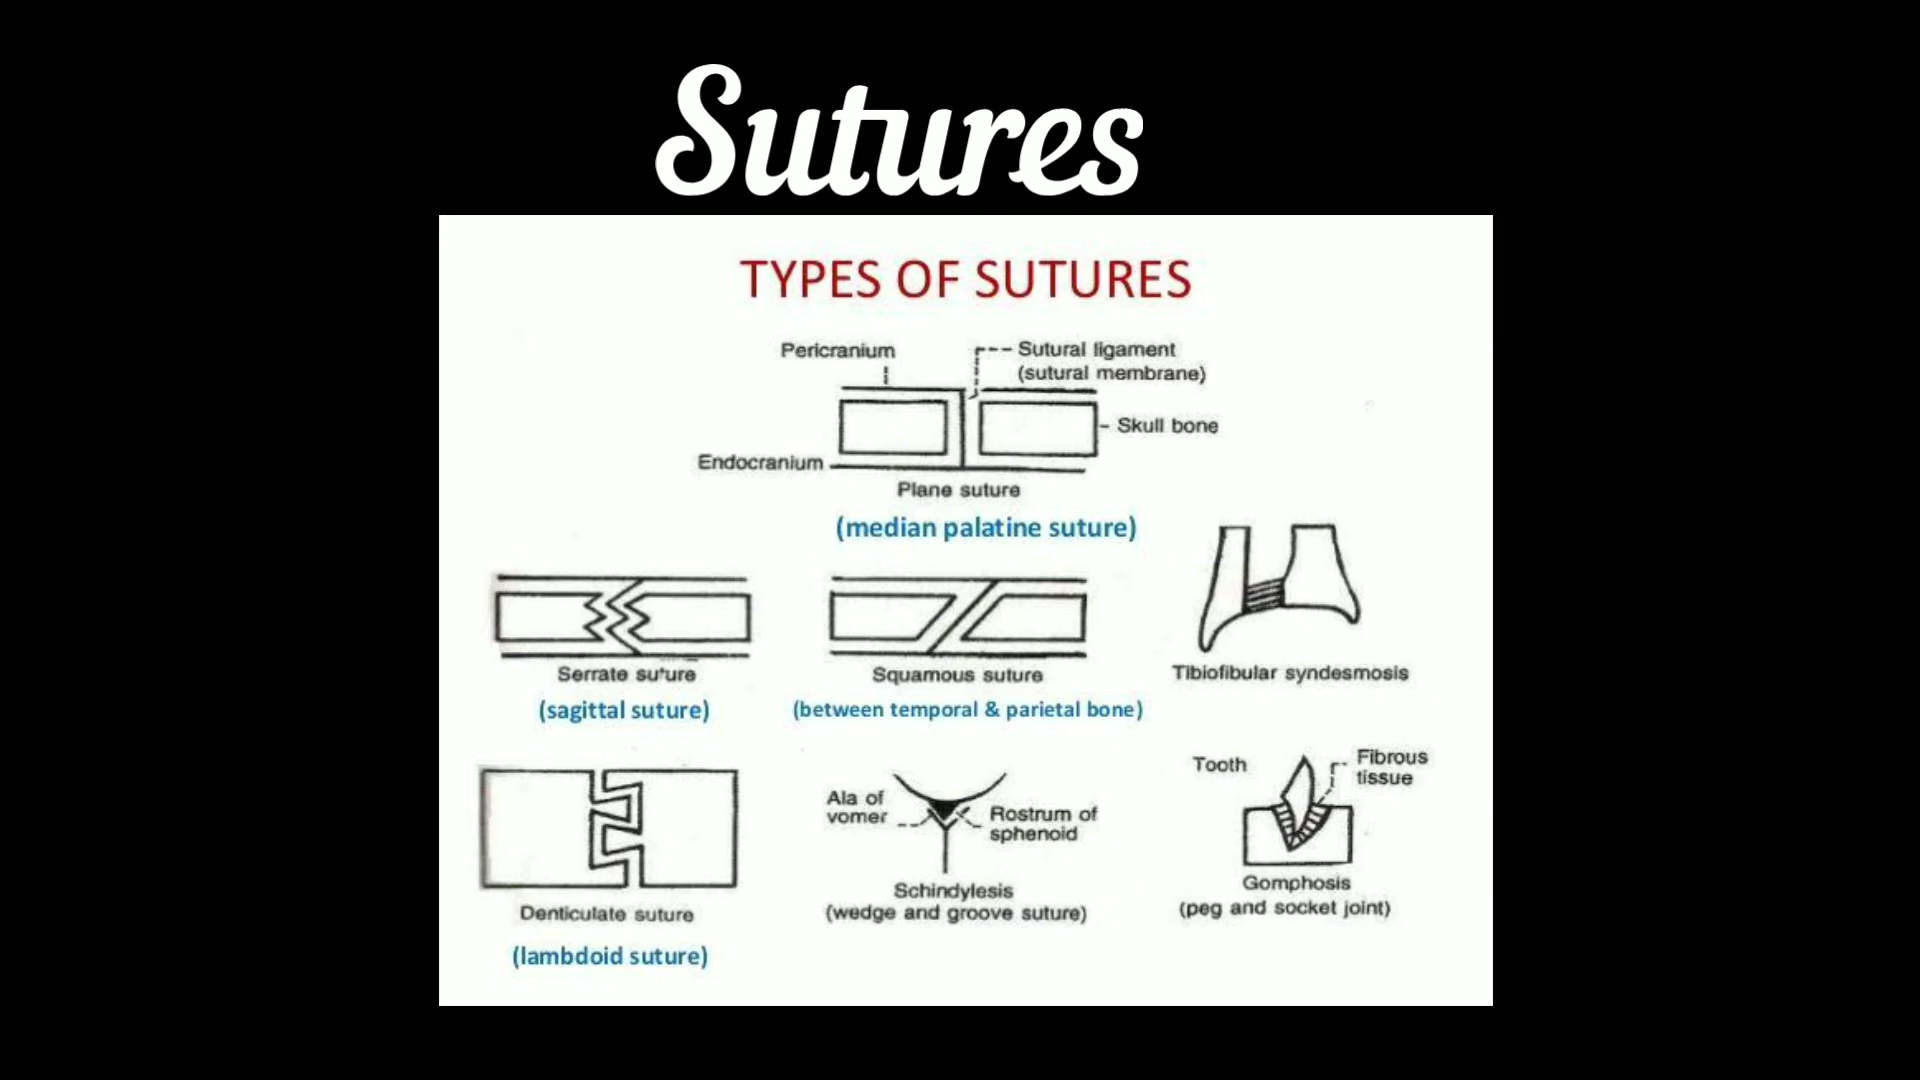 Sutures
TYPES OF SUTURES
Pericranium
Sutural ligament
(sutural membrane)
Skull bone
Endocranium
Plane suture
(median palatine suture)
Serrate suture
(sagittal suture)
Squamous suture
(between temporal & parietal bone)
Tibiofibular syndesmosis
Denticulate suture
(lambdoid suture)
Ala of
vomer
Rostrum of
sphenoid
Schindylesis
(wedge and groove suture)
Tooth
Fibrous
tissue
Gomphosis
(peg and socket joint)